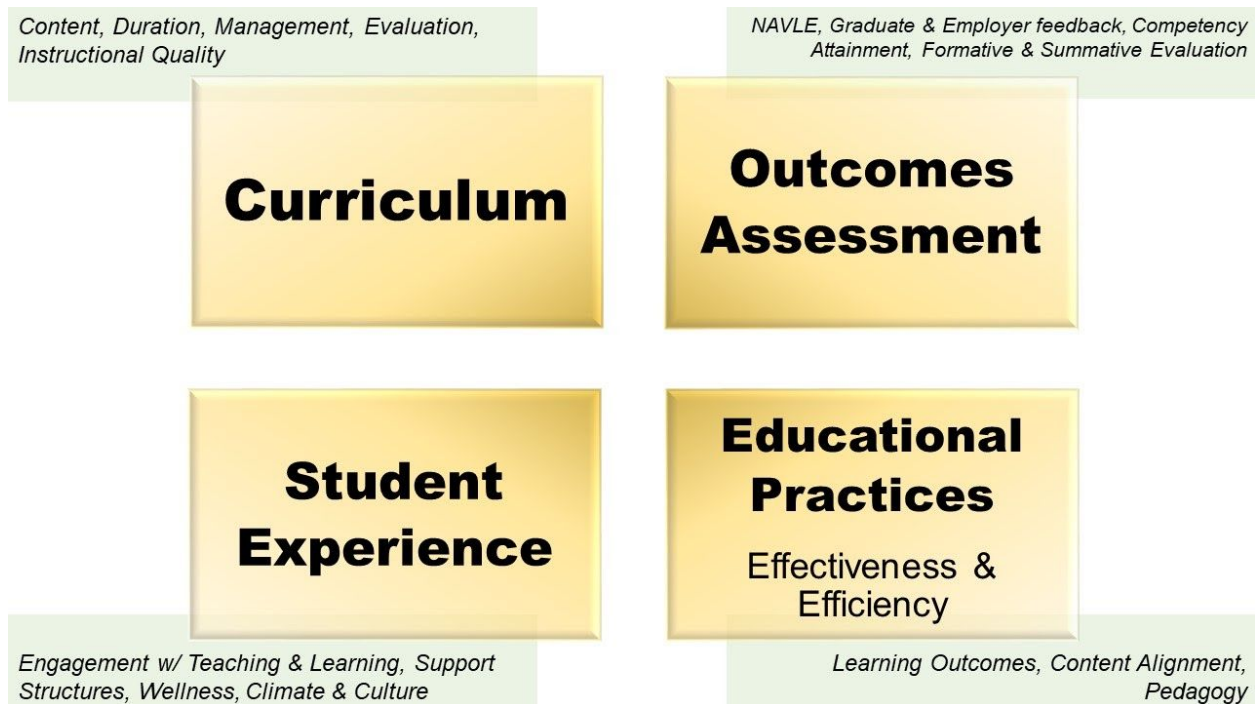 Content, Duration, Management, Evaluation,
Instructional Quality
Curriculum
NAVLE, Graduate & Employer feedback, Competency
Attainment, Formative & Summative Evaluation
Outcomes
Assessment
Student
Experience
Engagement w/ Teaching & Learning, Support
Structures, Wellness, Climate & Culture
Educational
Practices
Effectiveness &
Efficiency
Learning Outcomes, Content Alignment,
Pedagogy